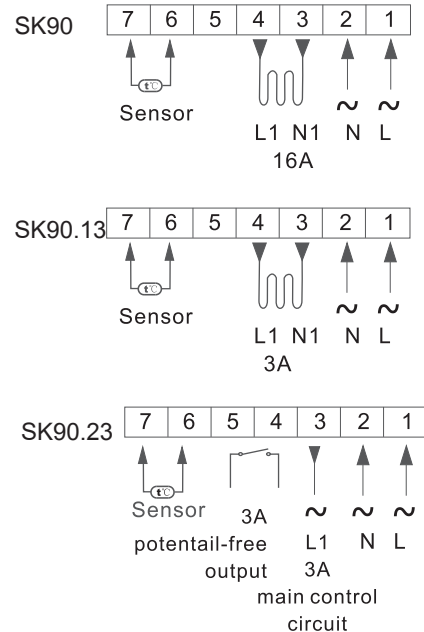 SK90 7 6 5 4 3 2 1
t℃
Sensor
L1 N1 N L
16A
SK90.13 7 6 5 4 3 2 1
t℃
Sensor
L1 N1 N L
3A
SK90.23 7 6 5 4 3 2 1
t℃
Sensor 3A
potentail-free L1 N L
output 3A
main control
circuit